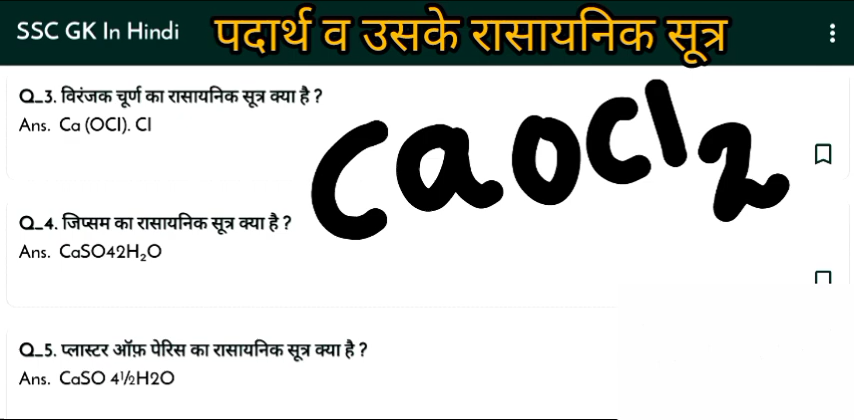 SSC GK In Hindi पदार्थ व उसके रासायनिक सूत्र
Q_3. विरंजक चूर्ण का रासायनिक सूत्र क्या है ?
Ans. Ca (OCl). Cl
CaOCl2
Q_4. जिप्सम का रासायनिक सूत्र क्या है ?
Ans. CaSO42H₂O
Q_5. प्लास्टर ऑफ़ पेरिस का रासायनिक सूत्र क्या है ?
Ans. CaSO 4½H2O